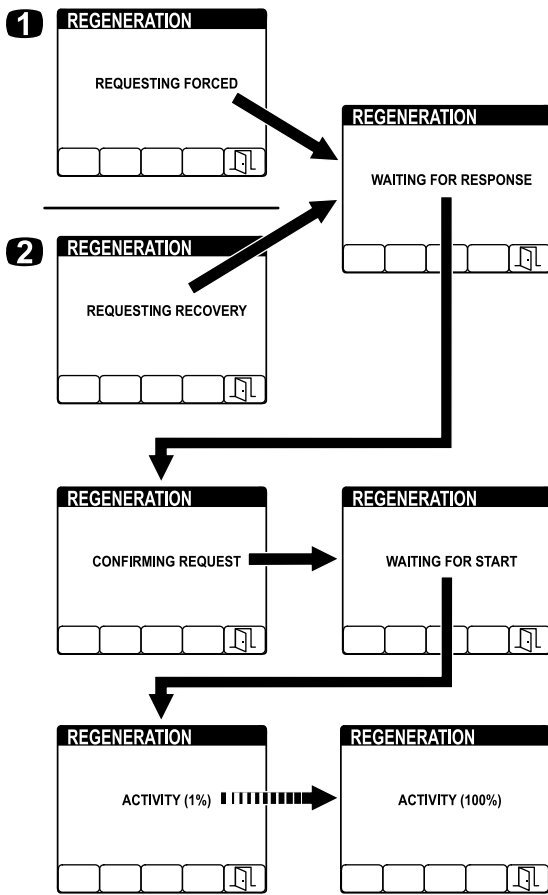 1
REGENERATION
REQUESTING FORCED
REGENERATION
WAITING FOR RESPONSE
2
REGENERATION
REQUESTING RECOVERY
REGENERATION
CONFIRMING REQUEST
REGENERATION
WAITING FOR START
REGENERATION
ACTIVITY (1%)
REGENERATION
ACTIVITY (100%)